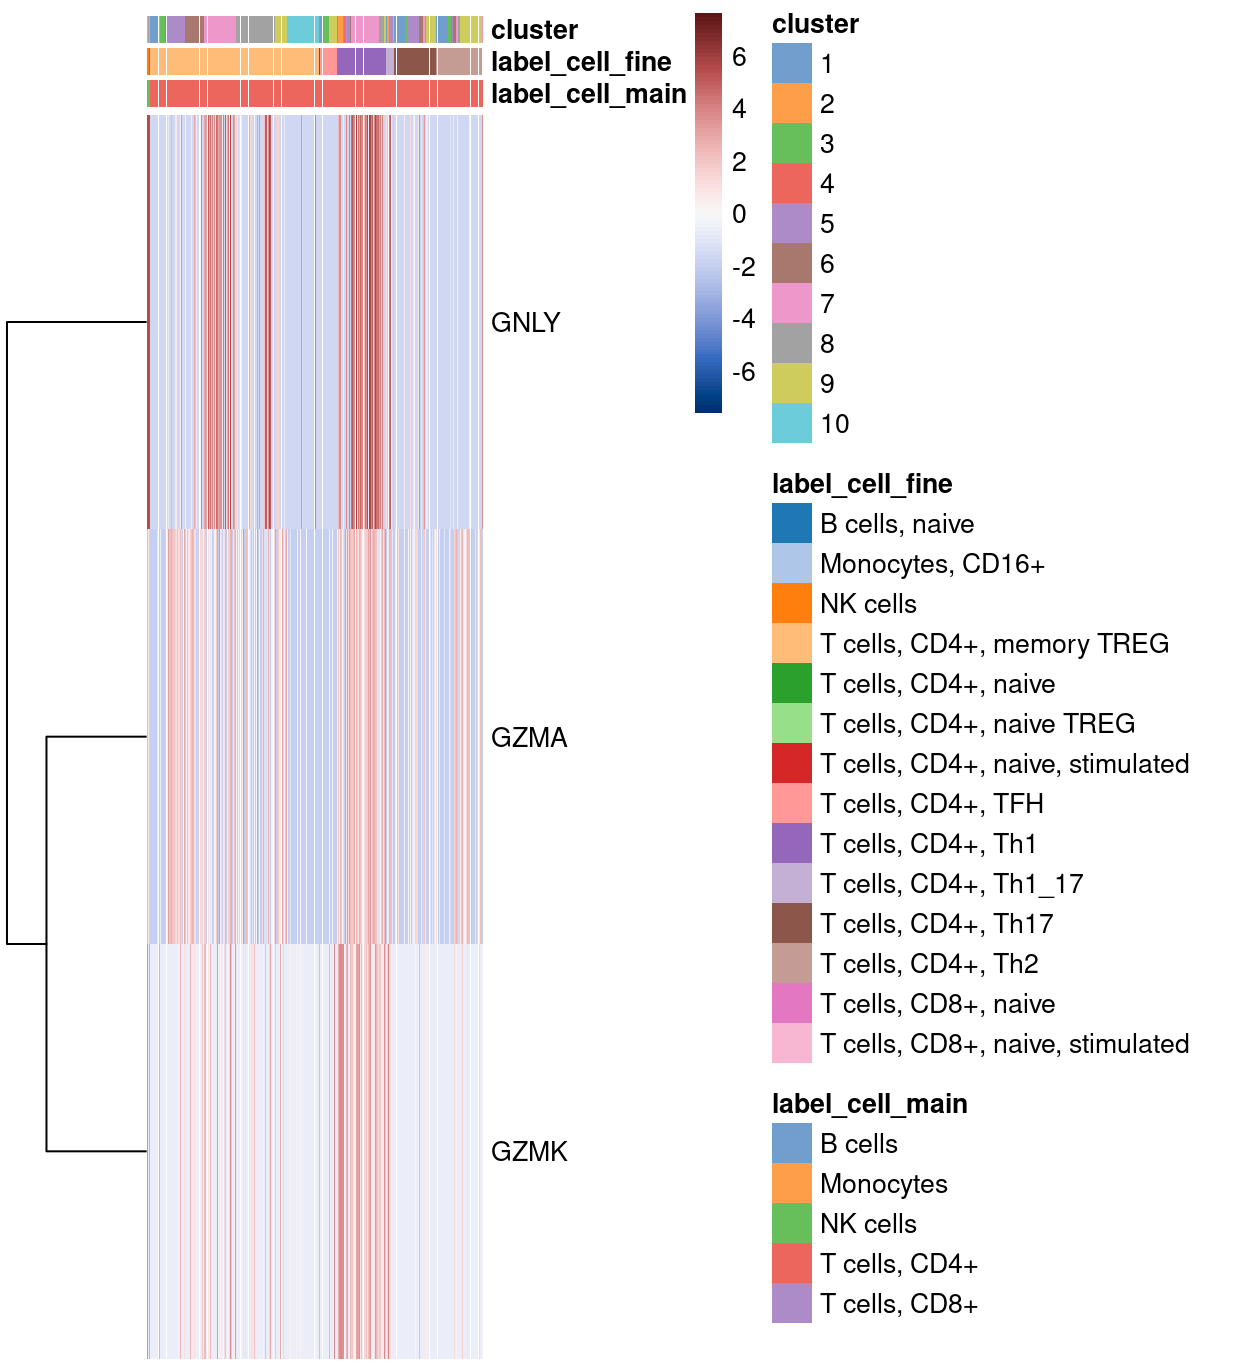 cluster
label_cell_fine
label_cell_main
GNLY
GZMA
GZMK
6
4
2
0
-2
-4
-6
cluster
1
2
3
4
5
6
7
8
9
10
label_cell_fine
B cells, naive
Monocytes, CD16+
NK cells
T cells, CD4+, memory TREG
T cells, CD4+, naive
T cells, CD4+, naive TREG
T cells, CD4+, naive, stimulated
T cells, CD4+, TFH
T cells, CD4+, Th1
T cells, CD4+, Th1_17
T cells, CD4+, Th17
T cells, CD4+, Th2
T cells, CD8+, naive
T cells, CD8+, naive, stimulated
label_cell_main
B cells
Monocytes
NK cells
T cells, CD4+
T cells, CD8+